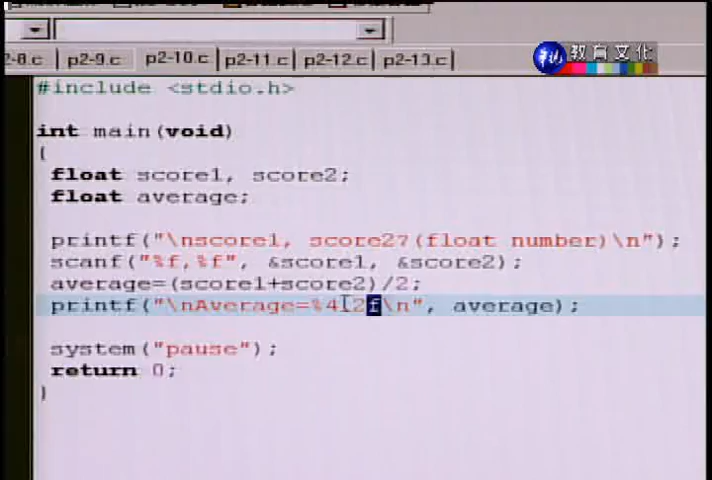 2-8.c p2-9.c p2-10.c p2-11.c p2-12.c p2-13.c
華視 教育文化
#include <stdio.h>
int main(void)
{
float score1, score2;
float average;
printf("\nscore1, score2?(float number)\n");
scanf("%f,%f", &score1, &score2);
average=(score1+score2)/2;
printf("\nAverage=%4.2f\n", average);
system("pause");
return 0;
}